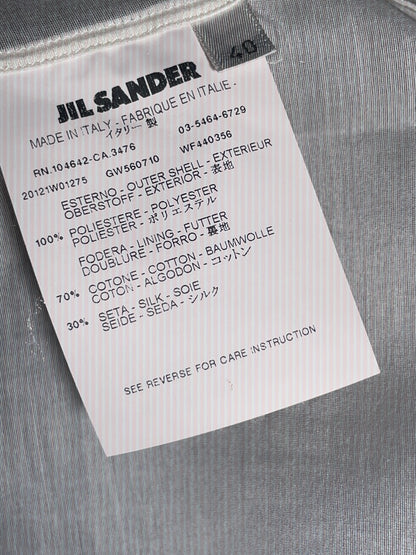 40
JIL SANDER
MADE IN ITALY - FABRIQUE EN ITALIE -
イタリー 製
RN.104642-CA.3476 03-5464-6729
20121W01275 GW560710 WF440356
ESTERNO - OUTER SHELL - EXTERIEUR
OBERSTOFF - EXTERIOR - 表地
100% POLIESTERE - POLYESTER
POLIESTER - ポリエステル
FODERA - LINING - FUTTER
DOUBLURE - FORRO - 裏地
70% COTONE - COTTON - BAUMWOLLE
COTON - ALGODON - コットン
30% SETA - SILK - SOIE
SEIDE - SEDA - シルク
SEE REVERSE FOR CARE INSTRUCTION